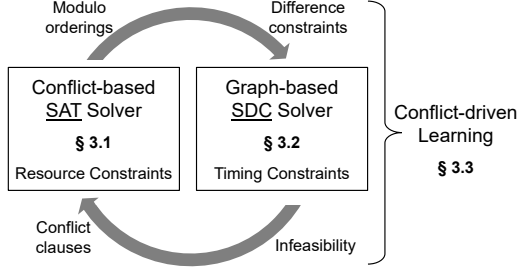 Modulo
orderings
Difference
constraints
Conflict-based
SAT Solver
§ 3.1
Resource Constraints
Graph-based
SDC Solver
§ 3.2
Timing Constraints
Conflict-driven
Learning
§ 3.3
Conflict
clauses
Infeasibility